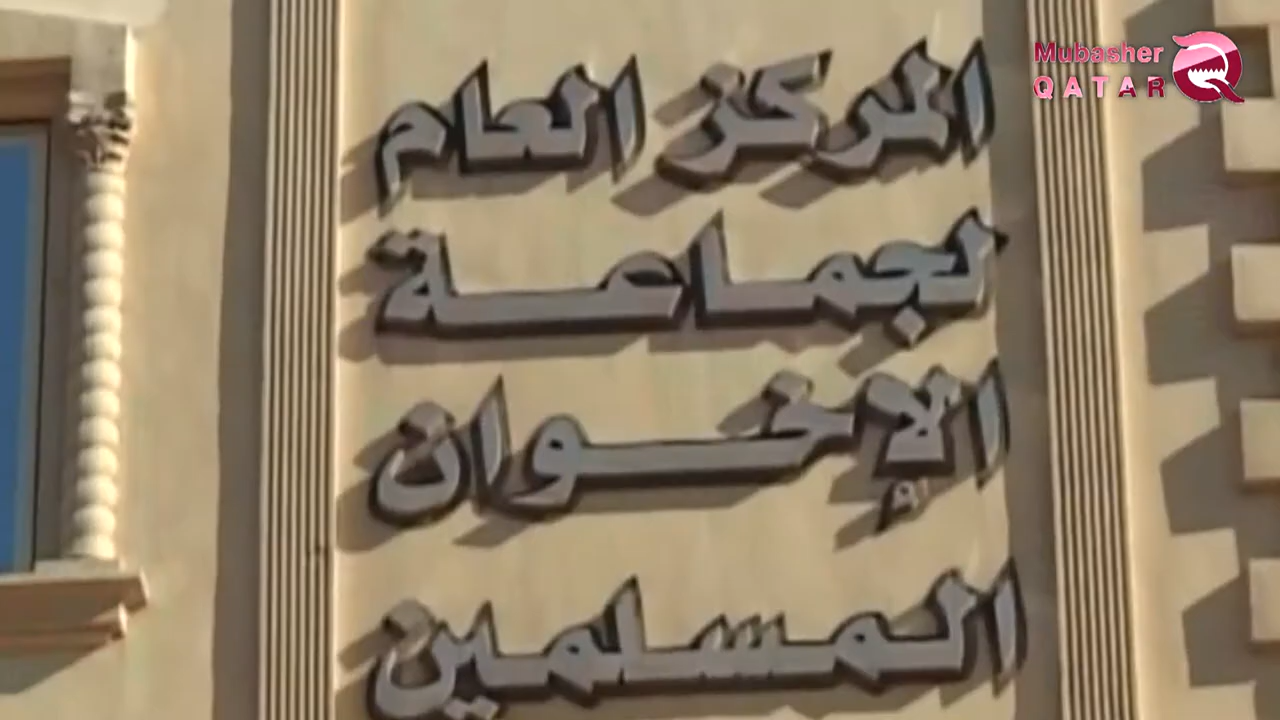 Mubasher
QATAR
المركز العام
لجماعة
الإخوان
المسلمين